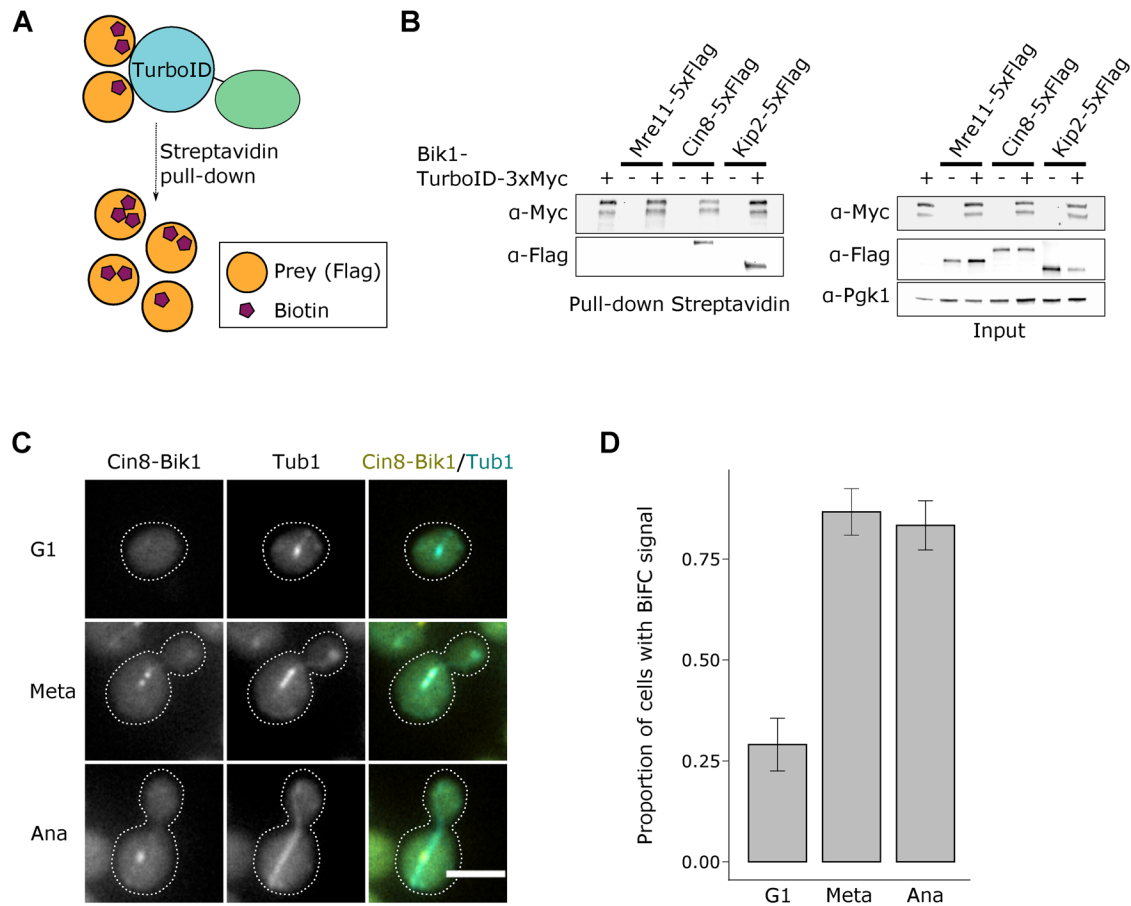 A
TurboID
Streptavidin
pull-down
Prey (Flag)
Biotin
B
Mre11-5xFlag
Cin8-5xFlag
Kip2-5xFlag
Bik1-
TurboID-3xMyc
+ - + - + - +
α-Myc
α-Flag
Pull-down Streptavidin
Mre11-5xFlag
Cin8-5xFlag
Kip2-5xFlag
+ - + - + - +
α-Myc
α-Flag
α-Pgk1
Input
C
Cin8-Bik1
Tub1
Cin8-Bik1/Tub1
G1
Meta
Ana
D
Proportion of cells with BiFC signal
0.75
0.50
0.25
0.00
G1
Meta
Ana